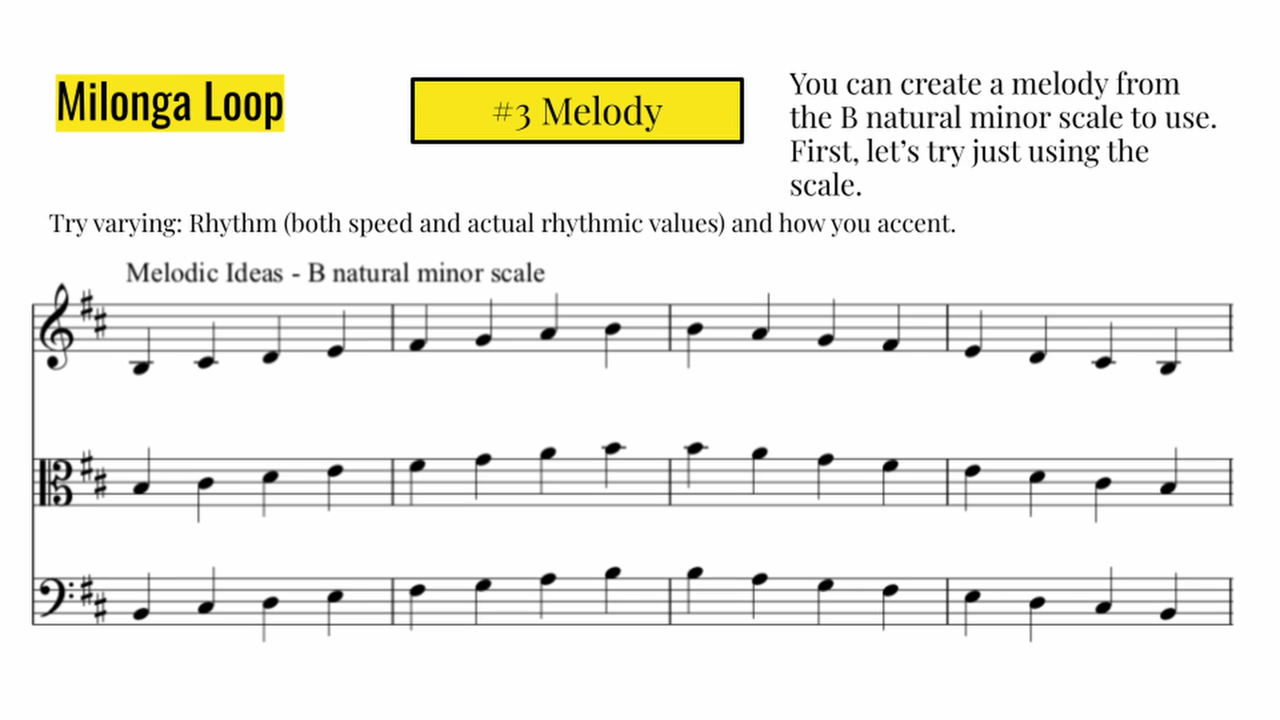 Milonga Loop
#3 Melody
You can create a melody from
the B natural minor scale to use.
First, let’s try just using the
scale.
Try varying: Rhythm (both speed and actual rhythmic values) and how you accent.
Melodic Ideas - B natural minor scale